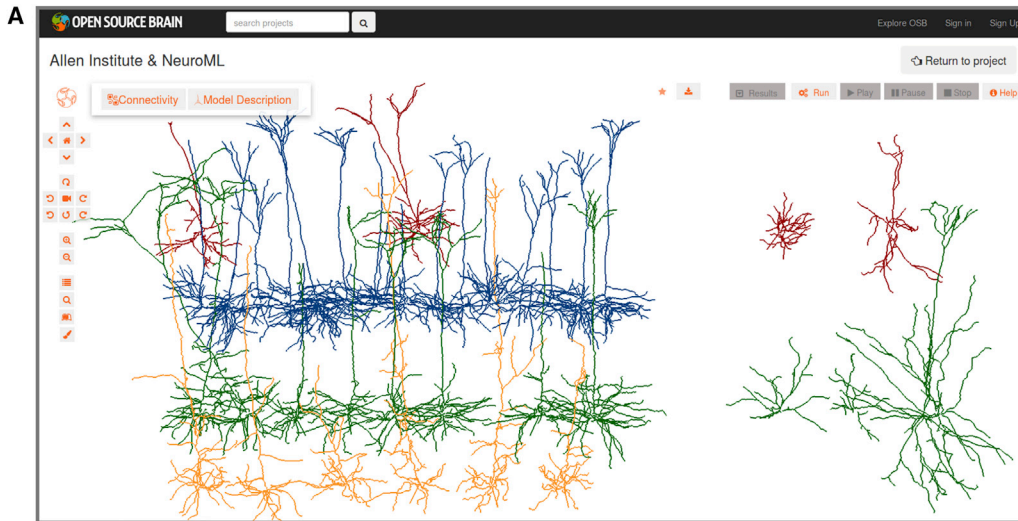 A
OPEN SOURCE BRAIN
search projects
Explore OSB Sign in Sign Up
Allen Institute & NeuroML
Return to project
Connectivity Model Description
Results Run Play Pause Stop Help